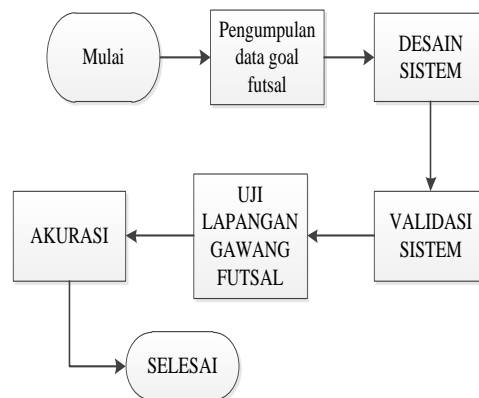 Mulai
Pengumpulan
data goal
futsal
DESAIN
SISTEM
VALIDASI
SISTEM
UJI
LAPANGAN
GAWANG
FUTSAL
AKURASI
SELESAI